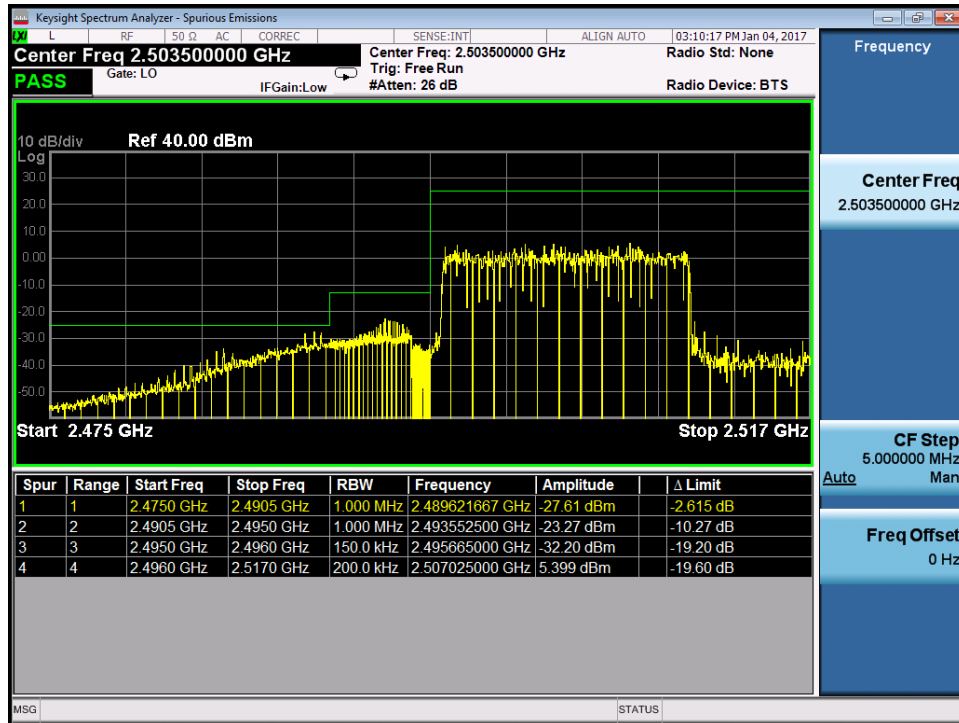 Keysight Spectrum Analyzer - Spurious Emissions
LXI L RF 50 Ω AC CORREC SENSE:INT ALIGN AUTO 03:10:17 PM Jan 04, 2017
Center Freq 2.503500000 GHz
Center Freq: 2.503500000 GHz
Radio Std: None
Gate: LO
Trig: Free Run
PASS
IFGain:Low
#Atten: 26 dB
Radio Device: BTS
10 dB/div Ref 40.00 dBm
Log
30.0
20.0
10.0
0.00
-10.0
-20.0
-30.0
-40.0
-50.0
Start 2.475 GHz Stop 2.517 GHz
Spur Range Start Freq Stop Freq RBW Frequency Amplitude Δ Limit
1 1 2.4750 GHz 2.4905 GHz 1.000 MHz 2.489621667 GHz -27.61 dBm -2.615 dB
2 2 2.4905 GHz 2.4950 GHz 1.000 MHz 2.493552500 GHz -23.27 dBm -10.27 dB
3 3 2.4950 GHz 2.4960 GHz 150.0 kHz 2.495665000 GHz -32.20 dBm -19.20 dB
4 4 2.4960 GHz 2.5170 GHz 200.0 kHz 2.507025000 GHz 5.399 dBm -19.60 dB
Frequency
Center Freq
2.503500000 GHz
CF Step
5.000000 MHz
Auto Man
Freq Offset
0 Hz
MSG STATUS